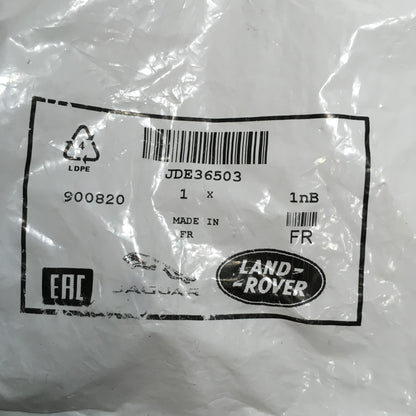 4
LDPE
JDE36503
900820
1 x
1nB
MADE IN
FR
FR
EAC
JAGUAR
LAND-
-ROVER